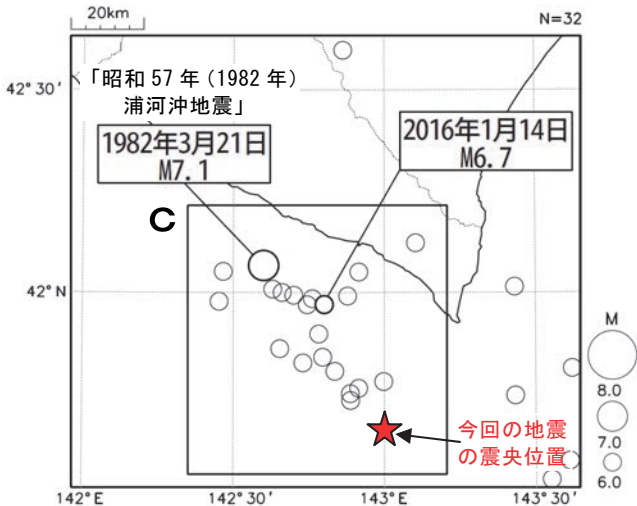 20km
N=32
42°30′
「昭和 57 年（1982 年）
浦河沖地震」
1982年3月21日
M7.1
2016年1月14日
M6.7
C
42°N
M
8.0
7.0
6.0
今回の地震
の震央位置
142°E
142°30′
143°E
143°30′